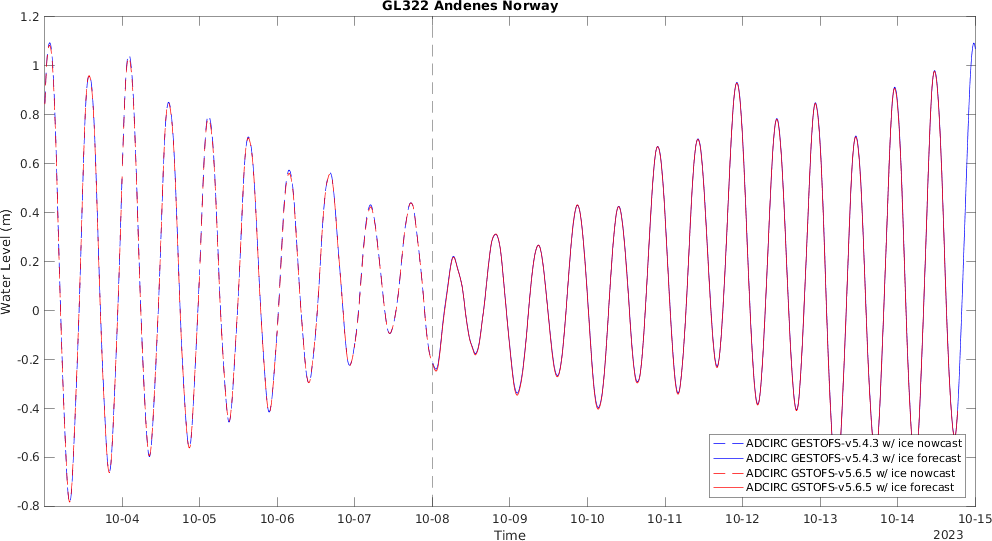 GL322 Andenes Norway
1.2
1
0.8
0.6
0.4
0.2
0
-0.2
-0.4
-0.6
-0.8
Water Level (m)
ADCIRC GESTOFS-v5.4.3 w/ ice nowcast
ADCIRC GESTOFS-v5.4.3 w/ ice forecast
ADCIRC GSTOFS-v5.6.5 w/ ice nowcast
ADCIRC GSTOFS-v5.6.5 w/ ice forecast
10-04 10-05 10-06 10-07 10-08 10-09 10-10 10-11 10-12 10-13 10-14 10-15
Time
2023